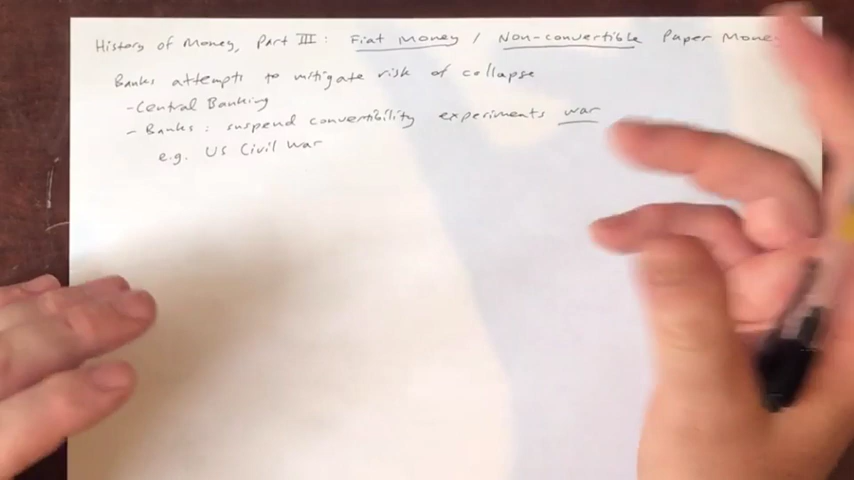 History of Money, Part III: Fiat Money / Non-convertible Paper Money
Banks attempts to mitigate risk of collapse
-Central Banking
- Banks: suspend convertibility experiments war
e.g. US Civil War